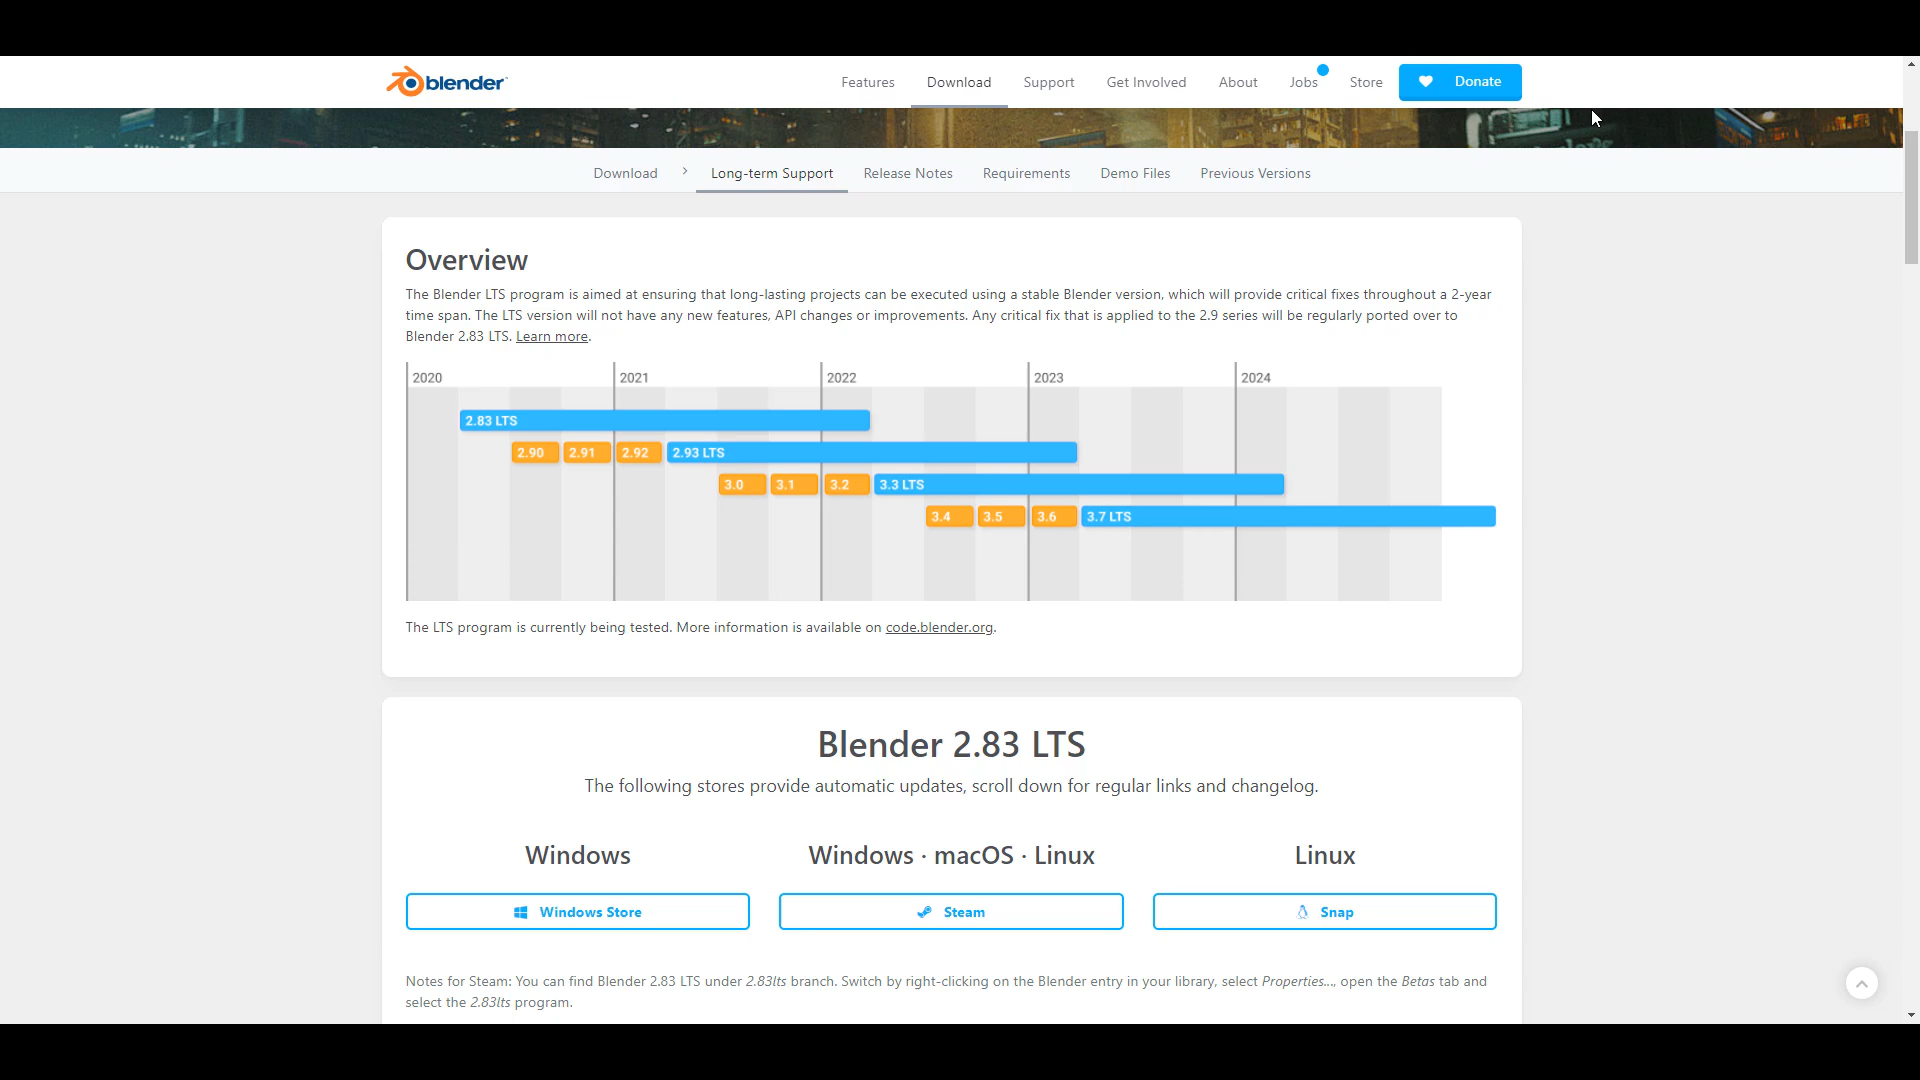 blender
Features Download Support Get Involved About Jobs Store Donate
Download Long-term Support Release Notes Requirements Demo Files Previous Versions
Overview
The Blender LTS program is aimed at ensuring that long-lasting projects can be executed using a stable Blender version, which will provide critical fixes throughout a 2-year
time span. The LTS version will not have any new features, API changes or improvements. Any critical fix that is applied to the 2.9 series will be regularly ported over to
Blender 2.83 LTS. Learn more.
2020 2021 2022 2023 2024
2.83 LTS
2.90 2.91 2.92 2.93 LTS
3.0 3.1 3.2 3.3 LTS
3.4 3.5 3.6 3.7 LTS
The LTS program is currently being tested. More information is available on code.blender.org.
Blender 2.83 LTS
The following stores provide automatic updates, scroll down for regular links and changelog.
Windows Windows · macOS · Linux Linux
Windows Store Steam Snap
Notes for Steam: You can find Blender 2.83 LTS under 2.83lts branch. Switch by right-clicking on the Blender entry in your library, select Properties..., open the Betas tab and
select the 2.83lts program.